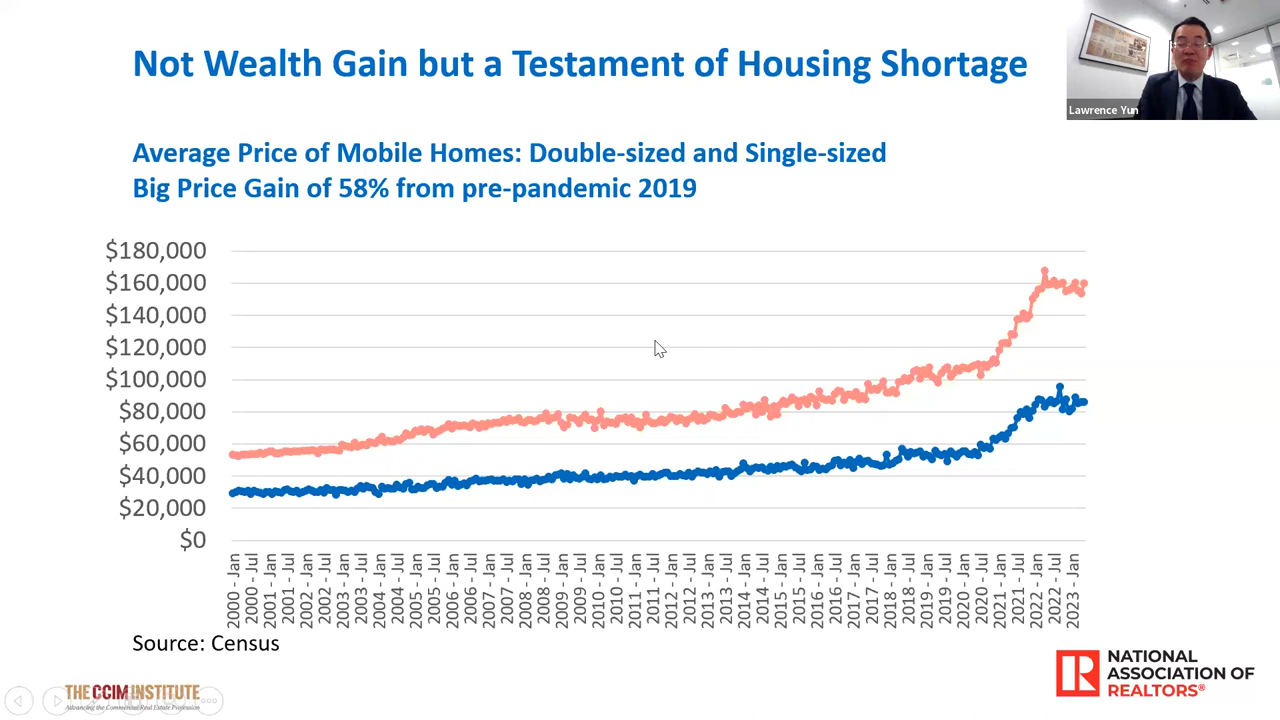 Not Wealth Gain but a Testament of Housing Shortage
Lawrence Yun
Average Price of Mobile Homes: Double-sized and Single-sized
Big Price Gain of 58% from pre-pandemic 2019
$180,000
$160,000
$140,000
$120,000
$100,000
$80,000
$60,000
$40,000
$20,000
$0
2000 - Jan
2000 - Jul
2001 - Jan
2001 - Jul
2002 - Jan
2002 - Jul
2003 - Jan
2003 - Jul
2004 - Jan
2004 - Jul
2005 - Jan
2005 - Jul
2006 - Jan
2006 - Jul
2007 - Jan
2007 - Jul
2008 - Jan
2008 - Jul
2009 - Jan
2009 - Jul
2010 - Jan
2010 - Jul
2011 - Jan
2011 - Jul
2012 - Jan
2012 - Jul
2013 - Jan
2013 - Jul
2014 - Jan
2014 - Jul
2015 - Jan
2015 - Jul
2016 - Jan
2016 - Jul
2017 - Jan
2017 - Jul
2018 - Jan
2018 - Jul
2019 - Jan
2019 - Jul
2020 - Jan
2020 - Jul
2021 - Jan
2021 - Jul
2022 - Jan
2022 - Jul
2023 - Jan
Source: Census
THE CCIM INSTITUTE
Advancing the Commercial Real Estate Profession
NATIONAL
ASSOCIATION OF
REALTORS®